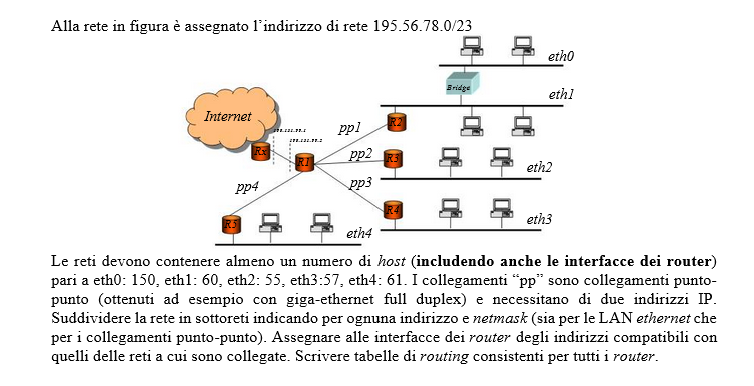 Alla rete in figura è assegnato l'indirizzo di rete 195.56.78.0/23
eth0
Bridge
eth1
Internet
pp1
R2
Rx
R1
pp2
R3
eth2
pp3
pp4
R4
eth3
R5
eth4
Le reti devono contenere almeno un numero di host (includendo anche le interfacce dei router)
pari a eth0: 150, eth1: 60, eth2: 55, eth3:57, eth4: 61. I collegamenti “pp” sono collegamenti punto-
punto (ottenuti ad esempio con giga-ethernet full duplex) e necessitano di due indirizzi IP.
Suddividere la rete in sottoreti indicando per ognuna indirizzo e netmask (sia per le LAN ethernet che
per i collegamenti punto-punto). Assegnare alle interfacce dei router degli indirizzi compatibili con
quelli delle reti a cui sono collegate. Scrivere tabelle di routing consistenti per tutti i router.